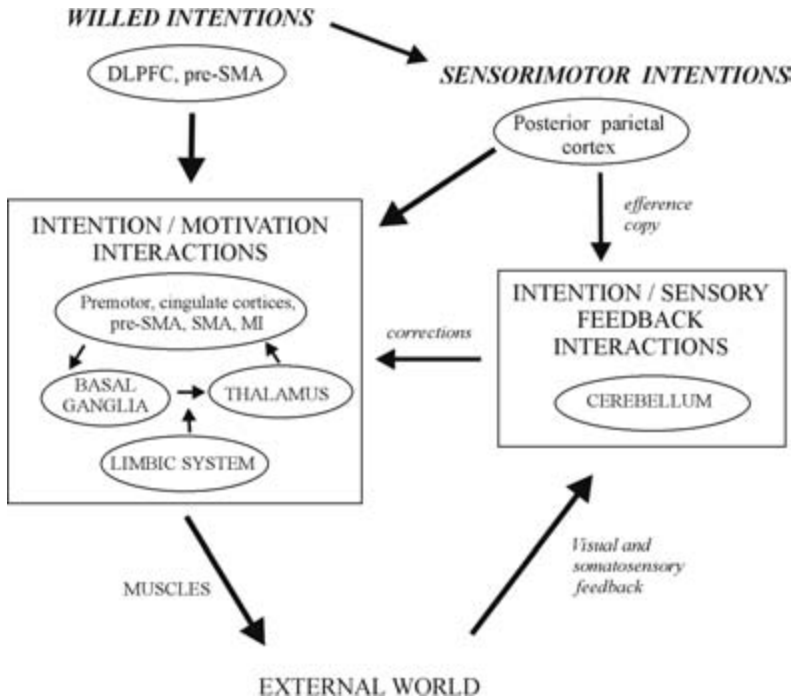 WILLED INTENTIONS
DLPFC, pre-SMA
SENSORIMOTOR INTENTIONS
Posterior parietal
cortex
efference
copy
INTENTION / MOTIVATION
INTERACTIONS
Premotor, cingulate cortices,
pre-SMA, SMA, MI
BASAL
GANGLIA
THALAMUS
LIMBIC SYSTEM
corrections
INTENTION / SENSORY
FEEDBACK
INTERACTIONS
CEREBELLUM
MUSCLES
Visual and
somatosensory
feedback
EXTERNAL WORLD